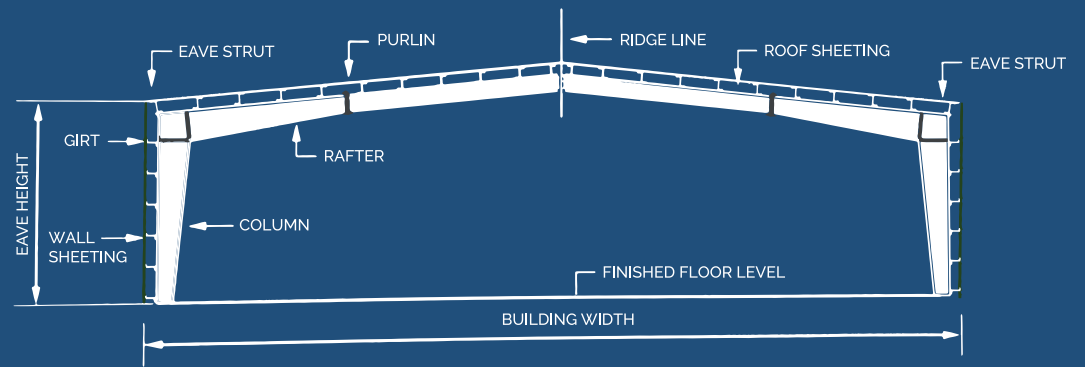 EAVE STRUT
PURLIN
RIDGE LINE
ROOF SHEETING
EAVE STRUT
GIRT
RAFTER
EAVE HEIGHT
COLUMN
WALL
SHEETING
FINISHED FLOOR LEVEL
BUILDING WIDTH